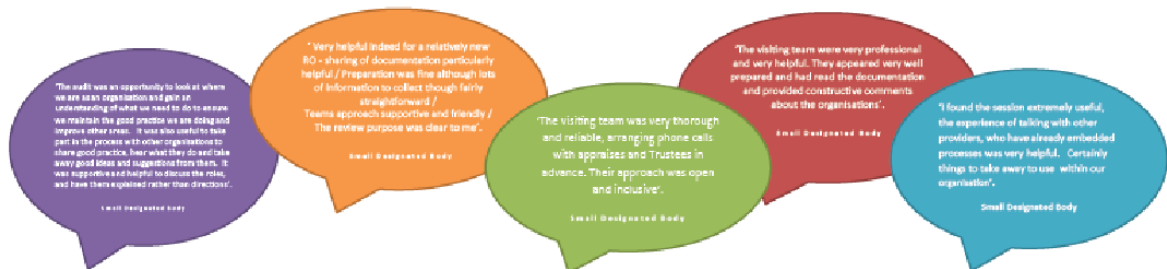 'The audit was an opportunity to look at where
we are as an organisation and gain an
understanding of what we need to do to ensure
we maintain the good practice we are doing and
improve other areas. It was also useful to take
part in the process with other organisations to
share good practice, hear what they do and take
away good ideas and suggestions from them. It
was supportive and helpful to discuss the roles,
and have them explained rather than directions'.
Small Designated Body
' Very helpful indeed for a relatively new
RO - sharing of documentation particularly
helpful / Preparation was fine although lots
of information to collect though fairly
straightforward /
Teams approach supportive and friendly /
The review purpose was clear to me'.
Small Designated Body
'The visiting team was very thorough
and reliable, arranging phone calls
with appraises and Trustees in
advance. Their approach was open
and inclusive'.
Small Designated Body
'The visiting team were very professional
and very helpful. They appeared very well
prepared and had read the documentation
and provided constructive comments
about the organisations'.
Small Designated Body
'I found the session extremely useful,
the experience of talking with other
providers, who have already embedded
processes was very helpful. Certainly
things to take away to use within our
organisation'.
Small Designated Body